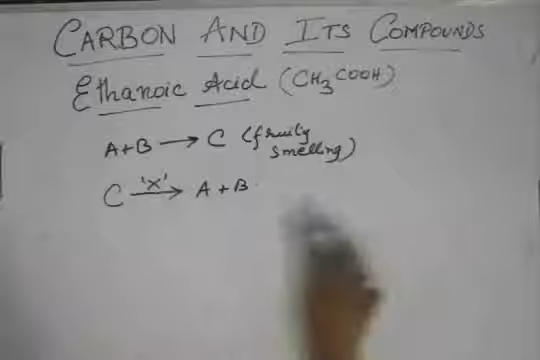 CARBON AND ITS COMPOUNDS
Ethanoic Acid (CH3COOH)
A+B → C (fruity
smelling)
C 'X'→ A + B